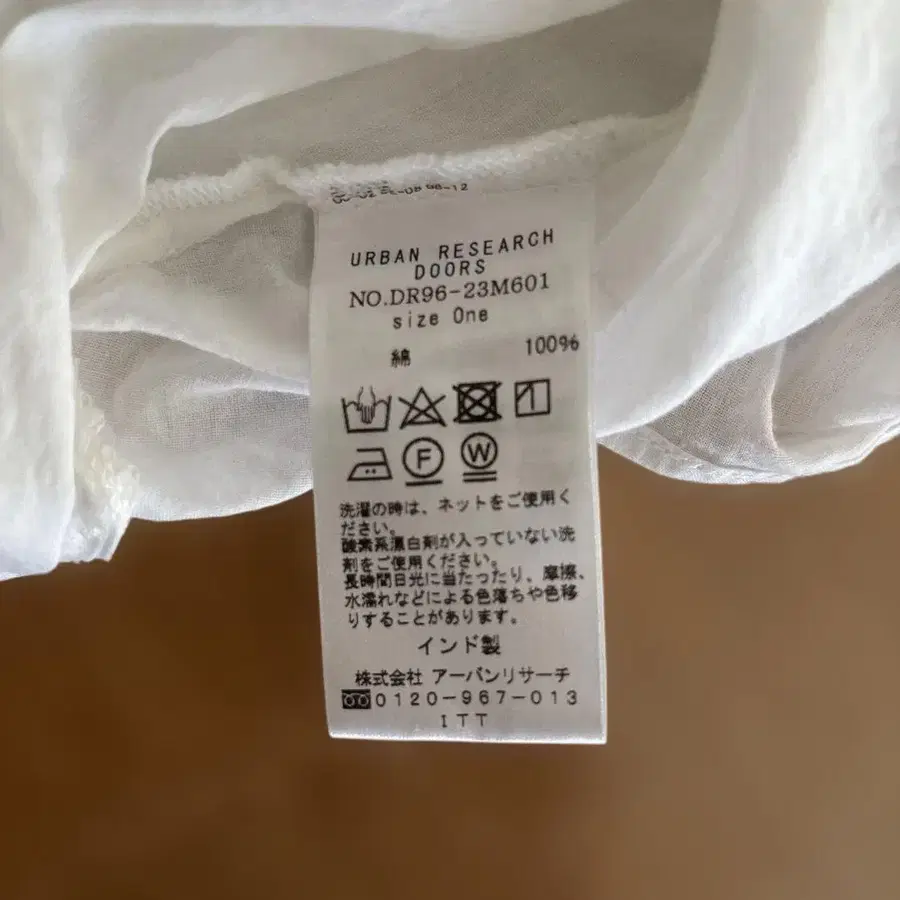 URBAN RESEARCH
DOORS
NO.DR96-23M601
size One
綿 100%
F W
洗濯の時は、ネットをご使用く
ださい。
酸素系漂白剤が入っていない洗
剤をご使用ください。
長時間日光に当たったり、摩擦、
水濡れなどによる色落ちや色移
りすることがあります。
インド製
株式会社 アーバンリサーチ
0120-967-013
ITT